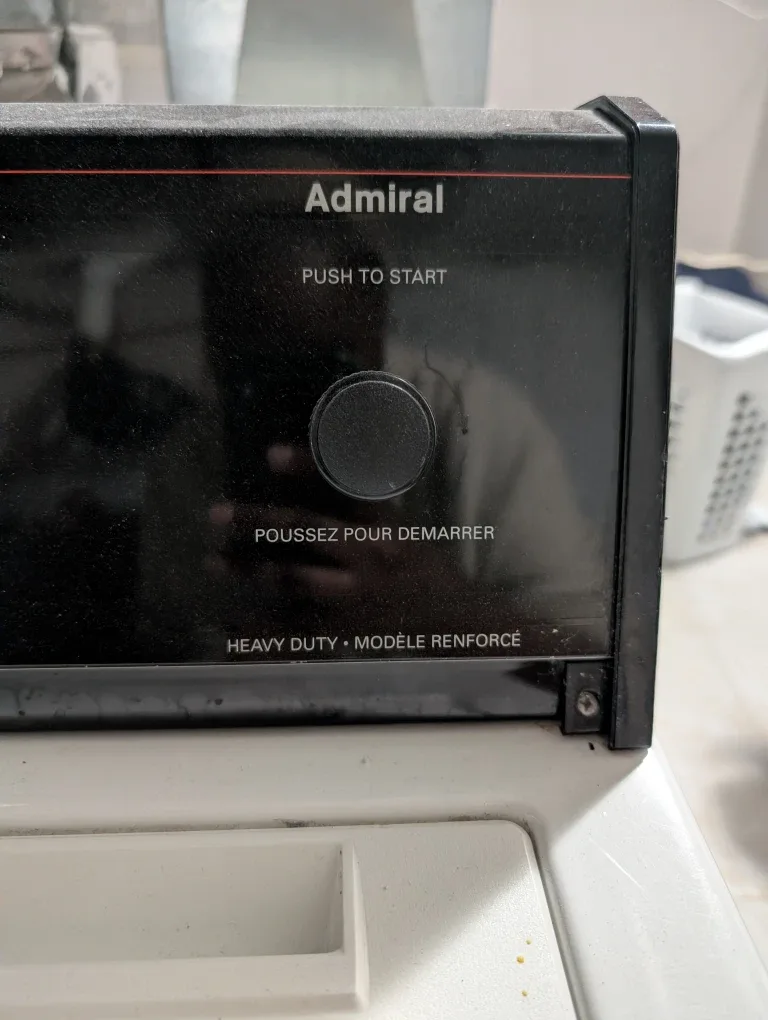 Admiral
PUSH TO START
POUSSEZ POUR DEMARRER
HEAVY DUTY • MODÈLE RENFORCÉ